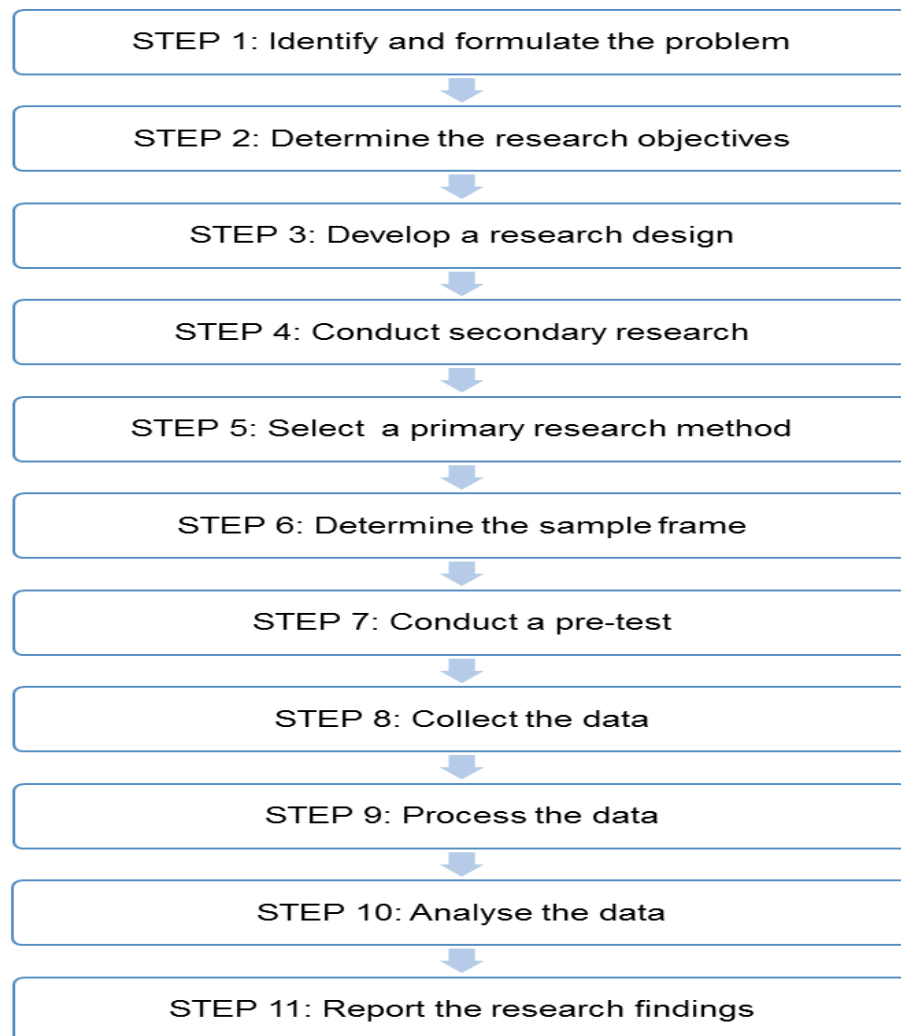 STEP 1: Identify and formulate the problem
STEP 2: Determine the research objectives
STEP 3: Develop a research design
STEP 4: Conduct secondary research
STEP 5: Select  a primary research method
STEP 6: Determine the sample frame
STEP 7: Conduct a pre-test
STEP 8: Collect the data
STEP 9: Process the data
STEP 10: Analyse the data
STEP 11: Report the research findings